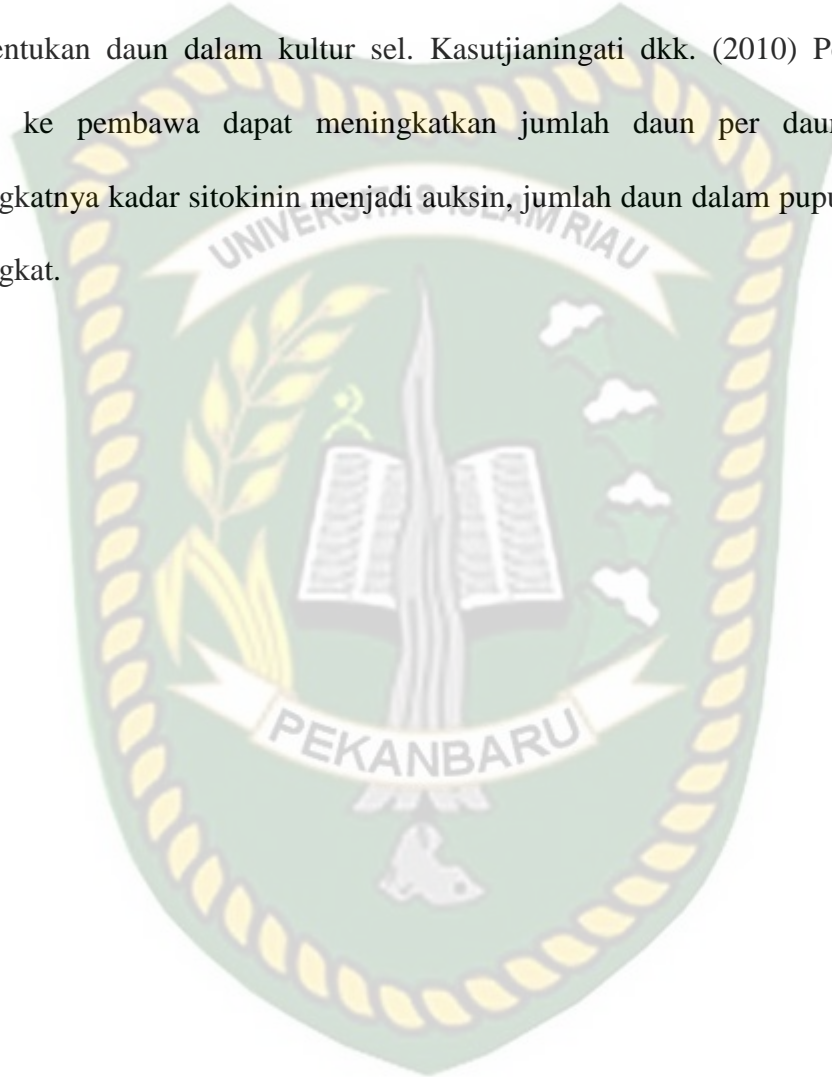 entukan daun dalam kultur sel. Kasutjianingati dkk. (2010) P
ke pembawa dapat meningkatkan jumlah daun per daun
gkatnya kadar sitokinin menjadi auksin, jumlah daun dalam pupu
gkat.
UNIVERSITAS ISLAM RIAU
PEKANBARU